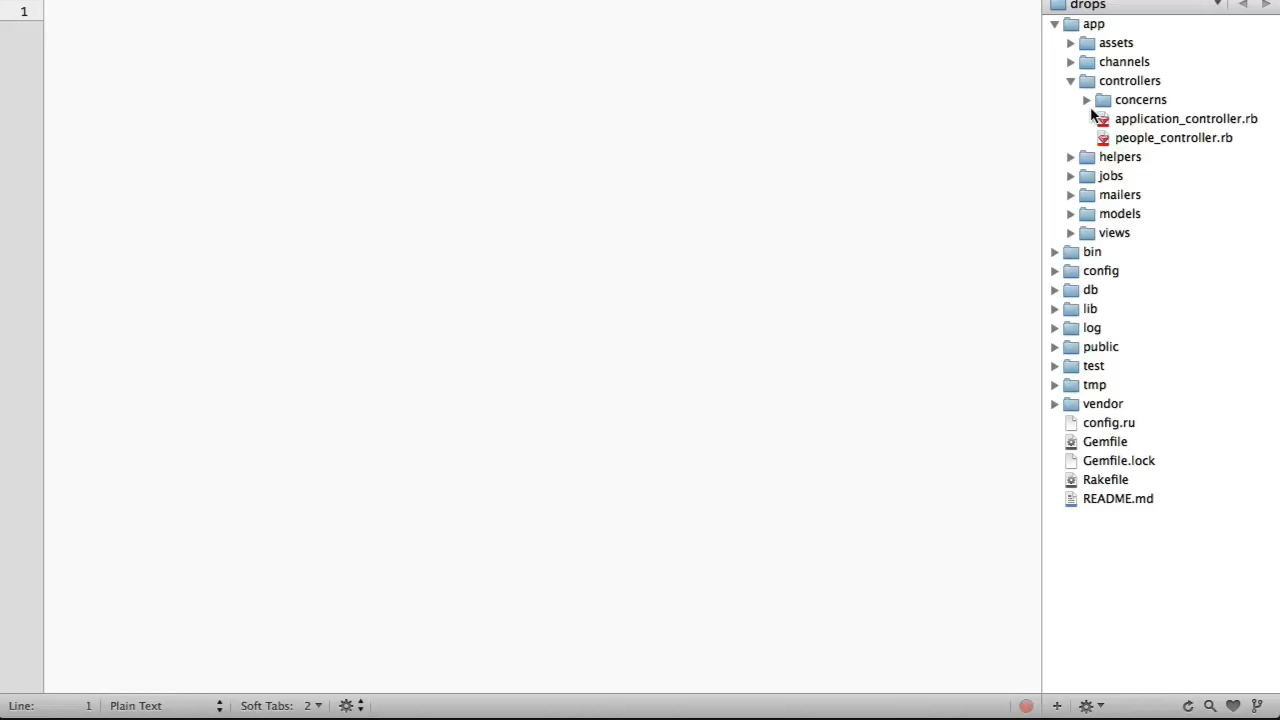 1
drops
app
assets
channels
controllers
concerns
application_controller.rb
people_controller.rb
helpers
jobs
mailers
models
views
bin
config
db
lib
log
public
test
tmp
vendor
config.ru
Gemfile
Gemfile.lock
Rakefile
README.md
Line: 1 Plain Text Soft Tabs: 2